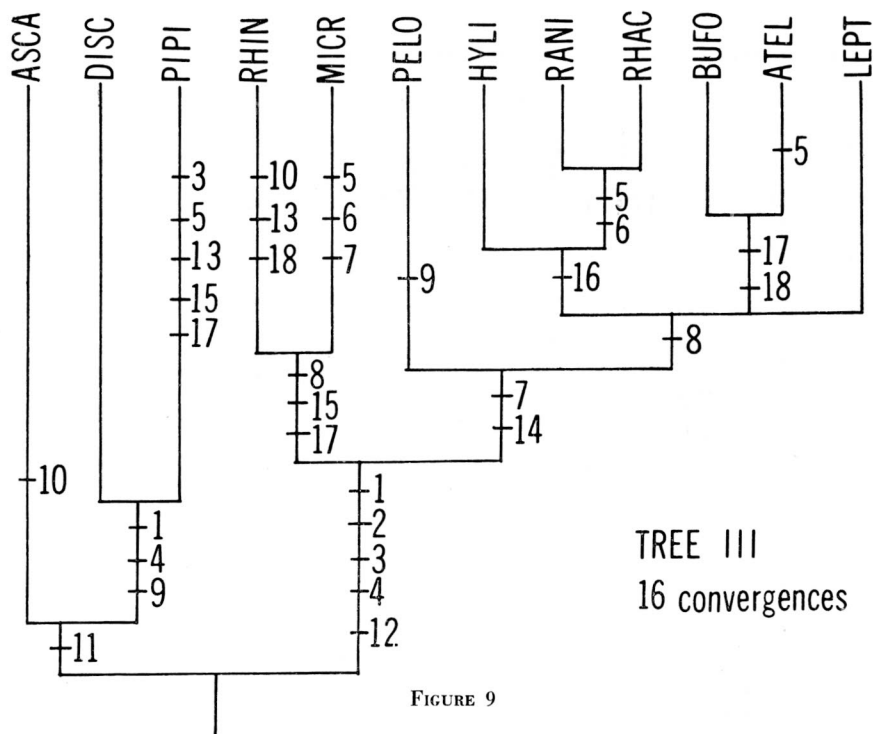 ASCA DISC PIPI RHIN MICR PELO HYLI RANI RHAC BUFO ATEL LEPT
5
3 10 5
5 13 6 5
13 18 7 6
17
9 16
15 18
17
8
8
15 7
17 14
10
1
1 2
4 3 TREE III
9 4 16 convergences
12.
11
FIGURE 9